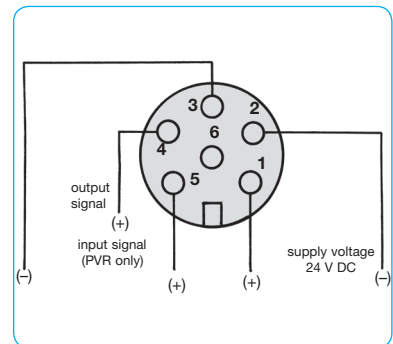 3
2
6
4
1
5
output
signal
(+)
input signal
(PVR only)
supply voltage
24 V DC
(–)
(+)
(+)
(–)